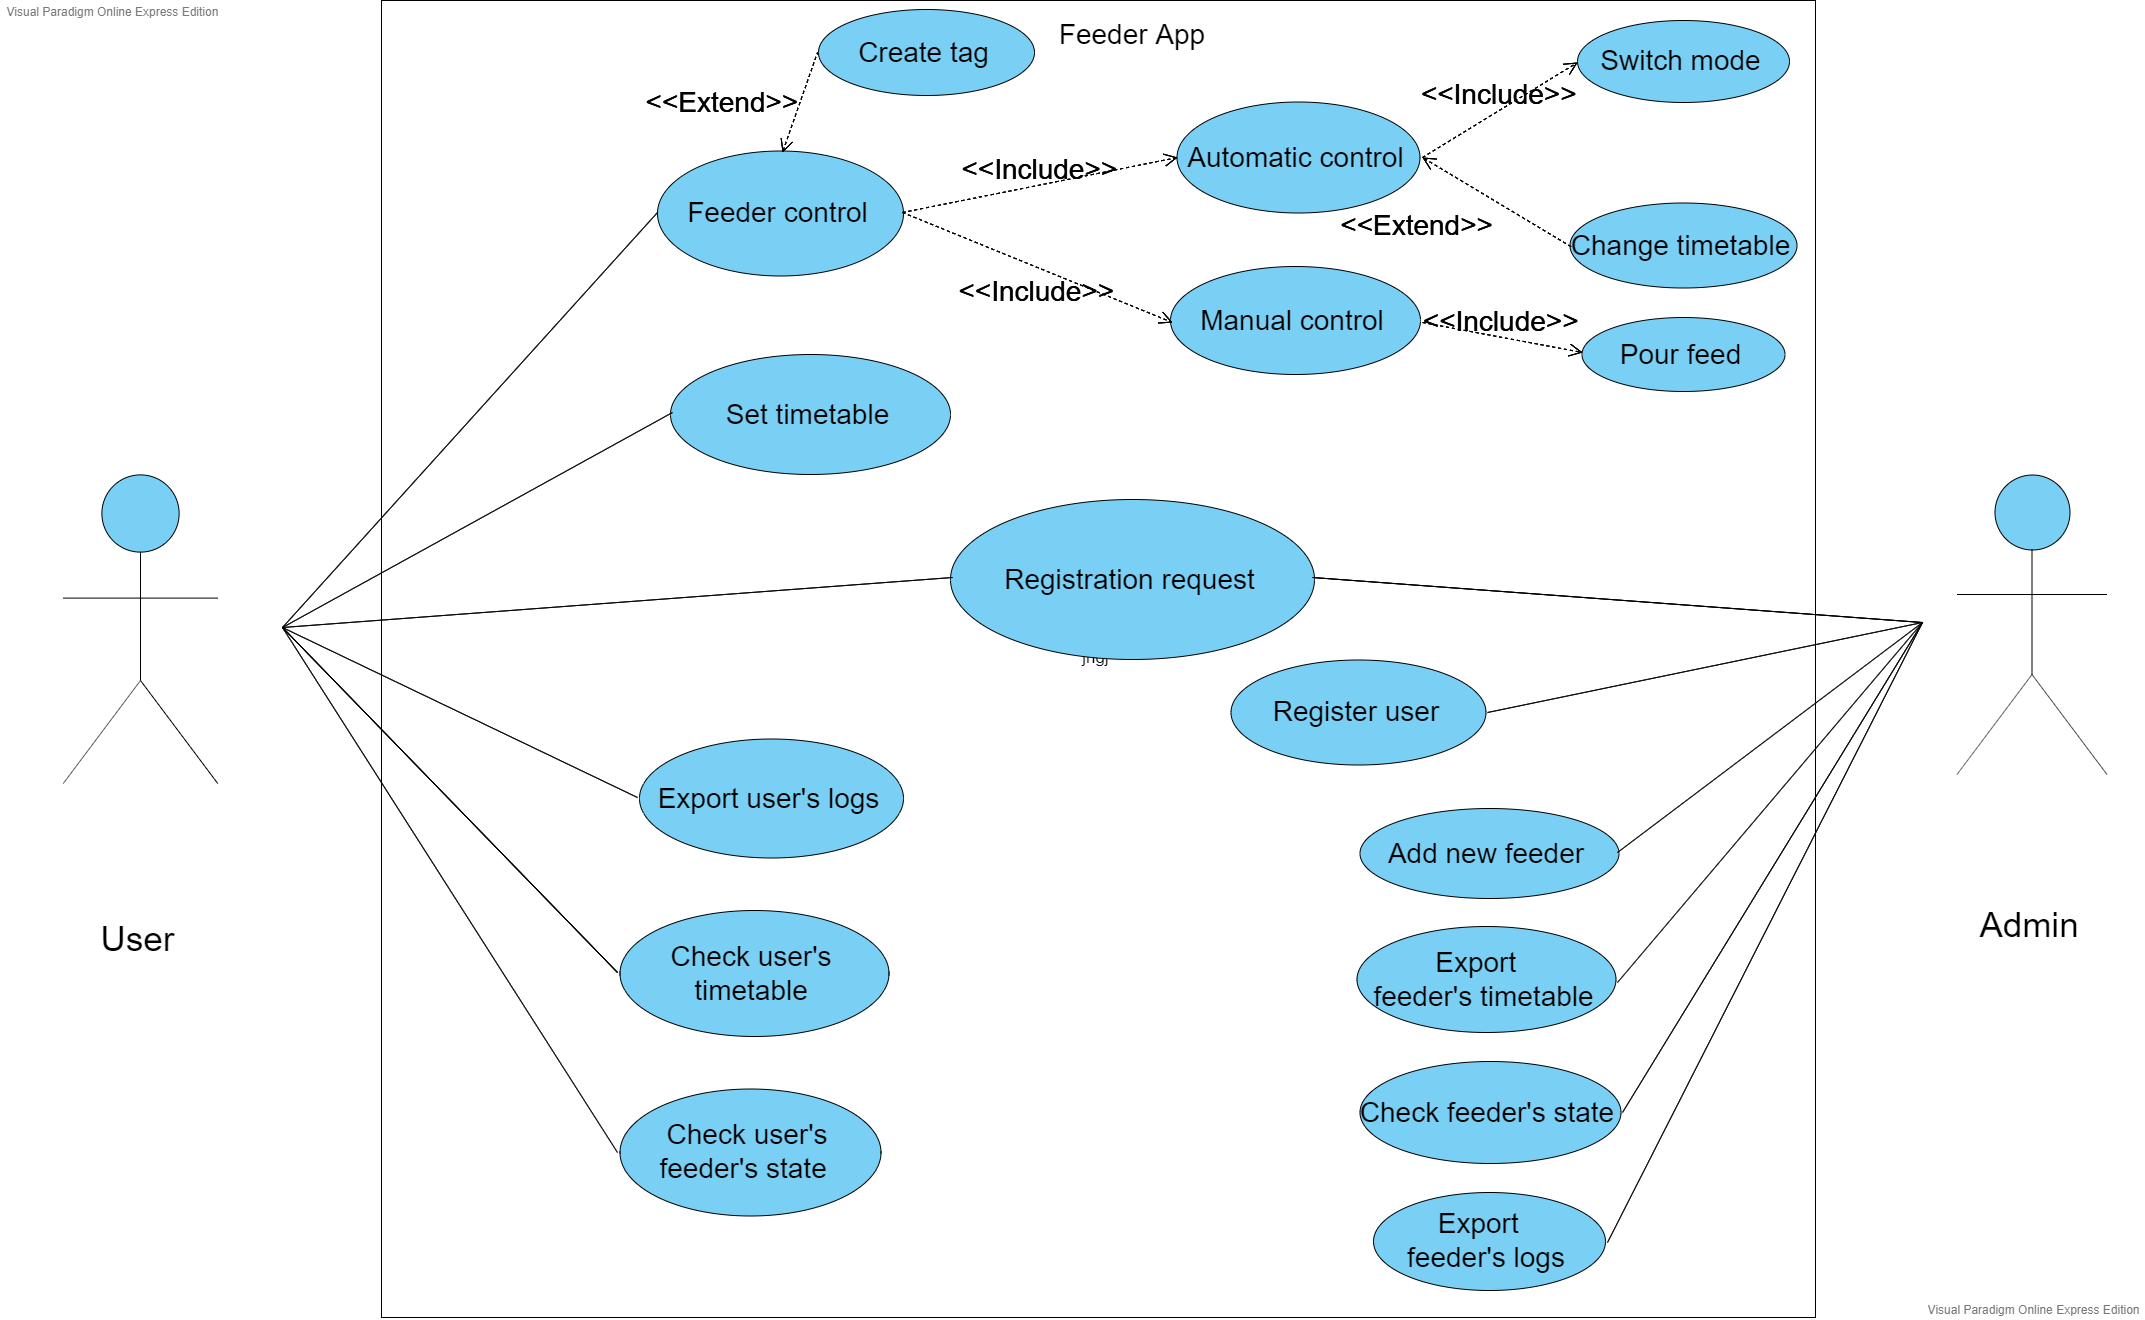 Visual Paradigm Online Express Edition
Feeder App
Create tag
Switch mode
<<Extend>>
<<Include>>
Automatic control
<<Include>>
Feeder control
<<Extend>>
Change timetable
<<Include>>
Manual control
<<Include>>
Pour feed
Set timetable
Registration request
Register user
Export user's logs
Add new feeder
User
Admin
Check user's
timetable
Export
feeder's timetable
Check feeder's state
Check user's
feeder's state
Export
feeder's logs
Visual Paradigm Online Express Edition